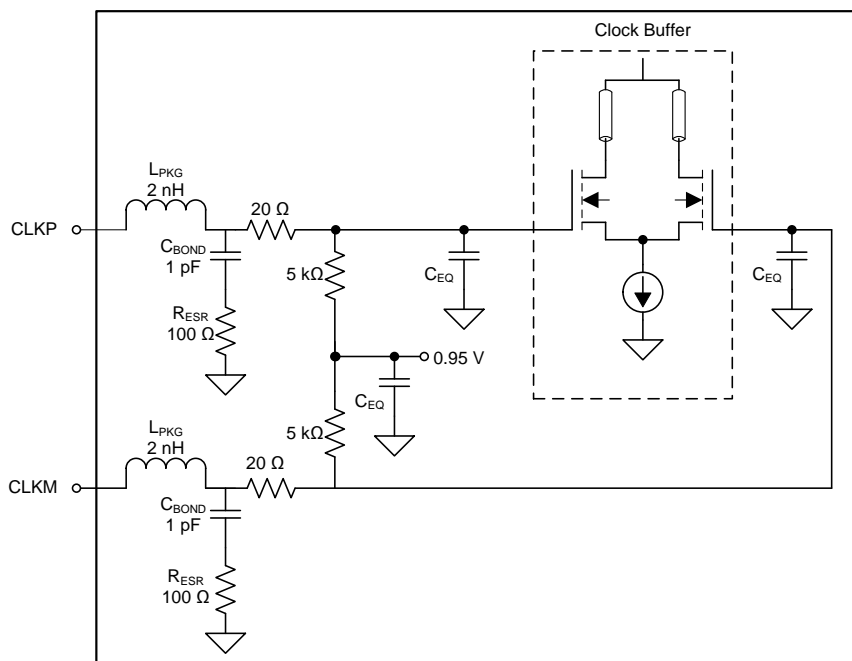 Clock Buffer
L_PKG
2 nH
CLKP
20 Ω
C_BOND
1 pF
5 kΩ
C_EQ
C_EQ
R_ESR
100 Ω
0.95 V
C_EQ
L_PKG
2 nH
5 kΩ
20 Ω
CLKM
C_BOND
1 pF
R_ESR
100 Ω